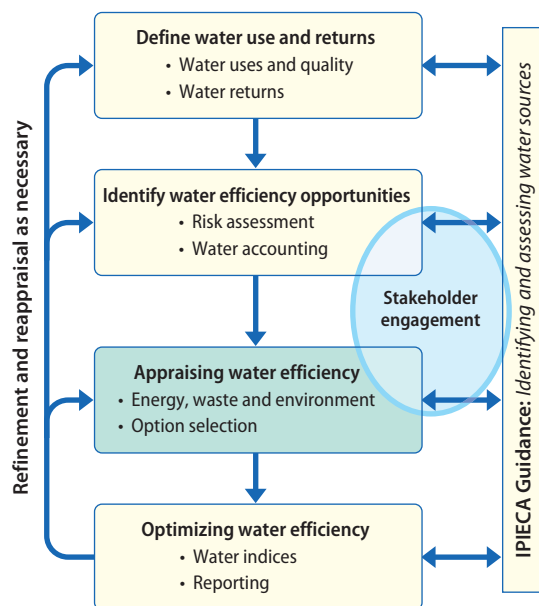 Define water use and returns
• Water uses and quality
• Water returns
Identify water efficiency opportunities
• Risk assessment
• Water accounting
Stakeholder
engagement
Appraising water efficiency
• Energy, waste and environment
• Option selection
Optimizing water efficiency
• Water indices
• Reporting
Refinement and reappraisal as necessary
IPIECA Guidance: Identifying and assessing water sources